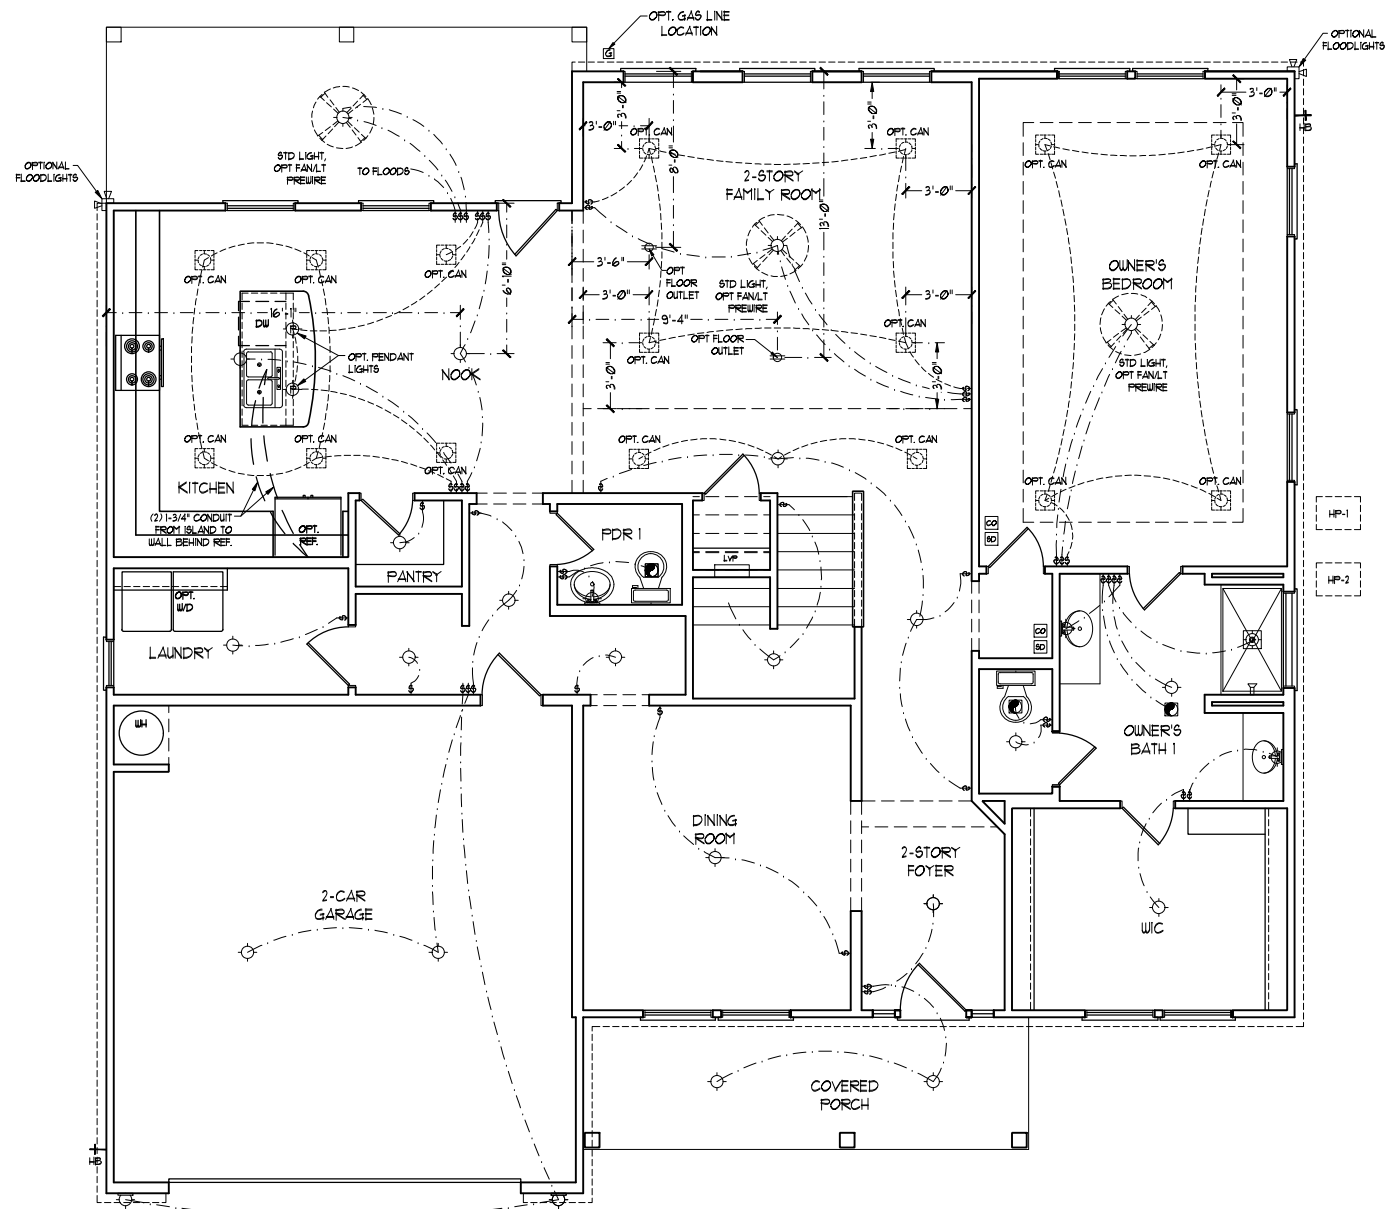 OPT. GAS LINE
LOCATION
G
OPTIONAL
FLOODLIGHTS
HB
3'-0"
3'-0"
3'-0"
3'-0"
8'-0"
3'-0"
OPT. CAN
OPT. CAN
2-STORY
FAMILY ROOM
13'-0"
3'-0"
STD LIGHT,
OPT FAN/LT
PREWIRE
TO FLOODS
OPTIONAL
FLOODLIGHTS
$$$
$$$
$$
OPT. CAN
OPT. CAN
OPT. CAN
OPT. CAN
OPT. CAN
6'-10"
3'-6"
OPT
FLOOR
OUTLET
STD LIGHT,
OPT FAN/LT
PREWIRE
3'-0"
3'-0"
9'-4"
OPT FLOOR
OUTLET
OPT. CAN
OPT. CAN
3'-0"
3'-0"
$$$
OWNER'S
BEDROOM
STD LIGHT,
OPT FAN/LT
PREWIRE
DW
OPT. PENDANT
LIGHTS
NOOK
OPT. CAN
OPT. CAN
OPT. CAN
OPT. CAN
OPT. CAN
$$$$
KITCHEN
(2) 1-3/4" CONDUIT
FROM ISLAND TO
WALL BEHIND REF.
OPT.
REF.
OPT. CAN
OPT. CAN
CO
SD
HP-1
HP-2
PANTRY
PDR 1
LVP
OPT.
W/D
LAUNDRY
CO
SD
OWNER'S
BATH 1
WH
DINING
ROOM
2-STORY
FOYER
2-CAR
GARAGE
WIC
COVERED
PORCH
HB